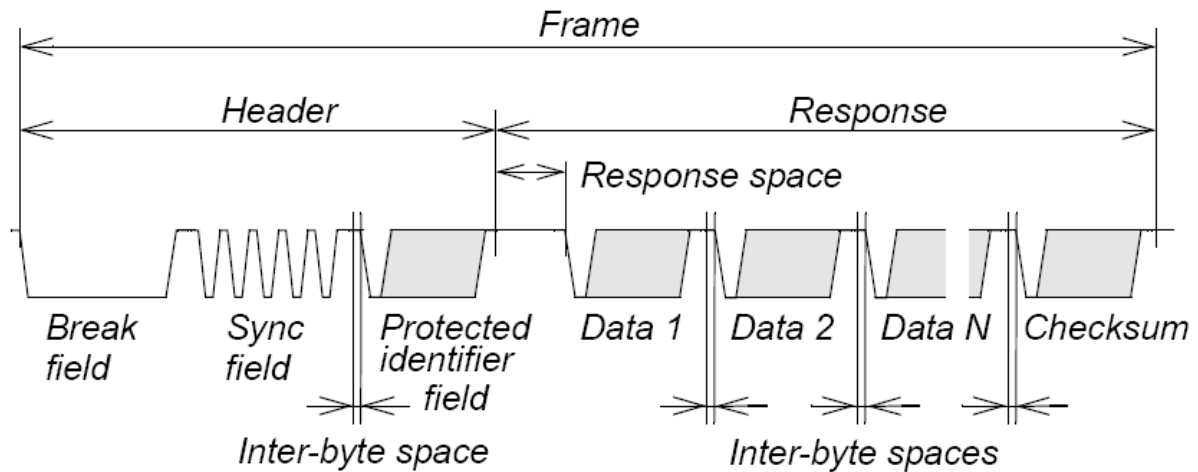 Frame
Header
Response
Response space
Break
field
Sync
field
Protected
identifier
field
Data 1
Data 2
Data N
Checksum
Inter-byte space
Inter-byte spaces